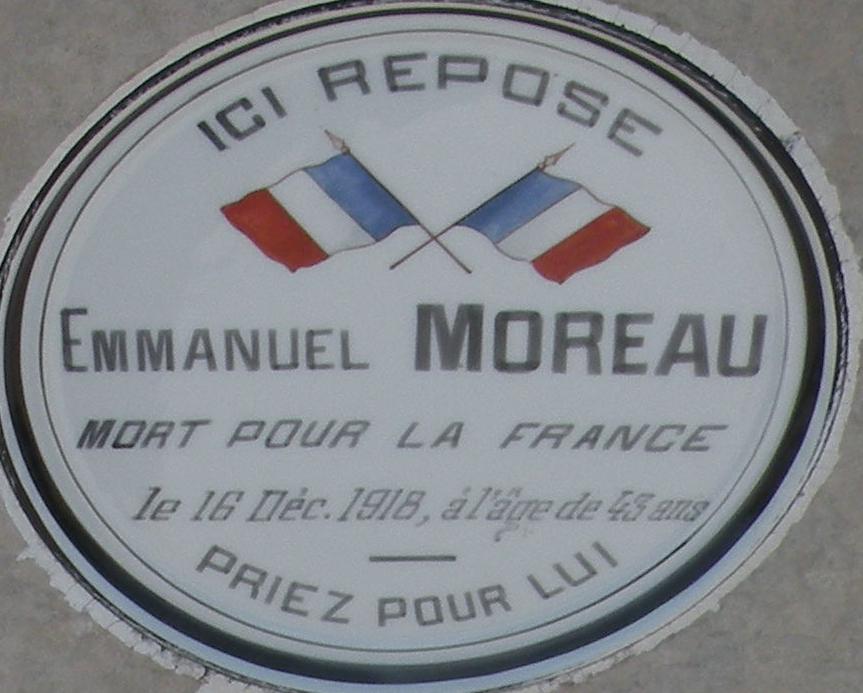 ICI REPOSE
EMMANUEL MOREAU
MORT POUR LA FRANCE
le 16 Déc. 1918, à l'âge de 43 ans
PRIEZ POUR LUI